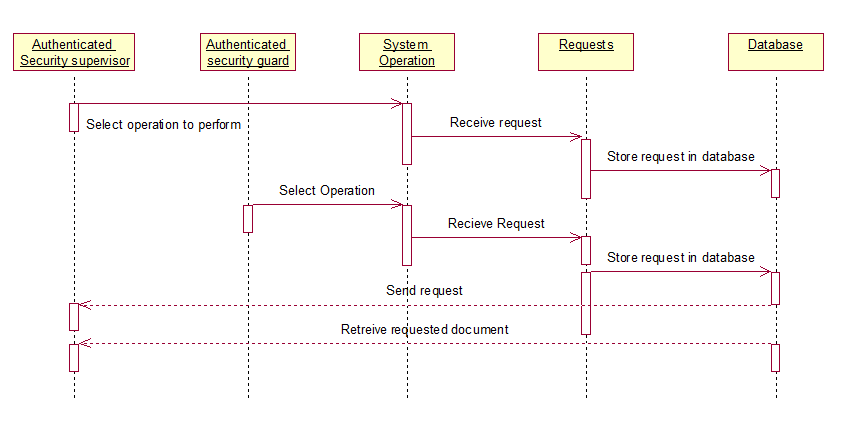 Authenticated
Security supervisor
Authenticated
security guard
System
Operation
Requests
Database
Select operation to perform
Receive request
Store request in database
Select Operation
Recieve Request
Store request in database
Send request
Retreive requested document